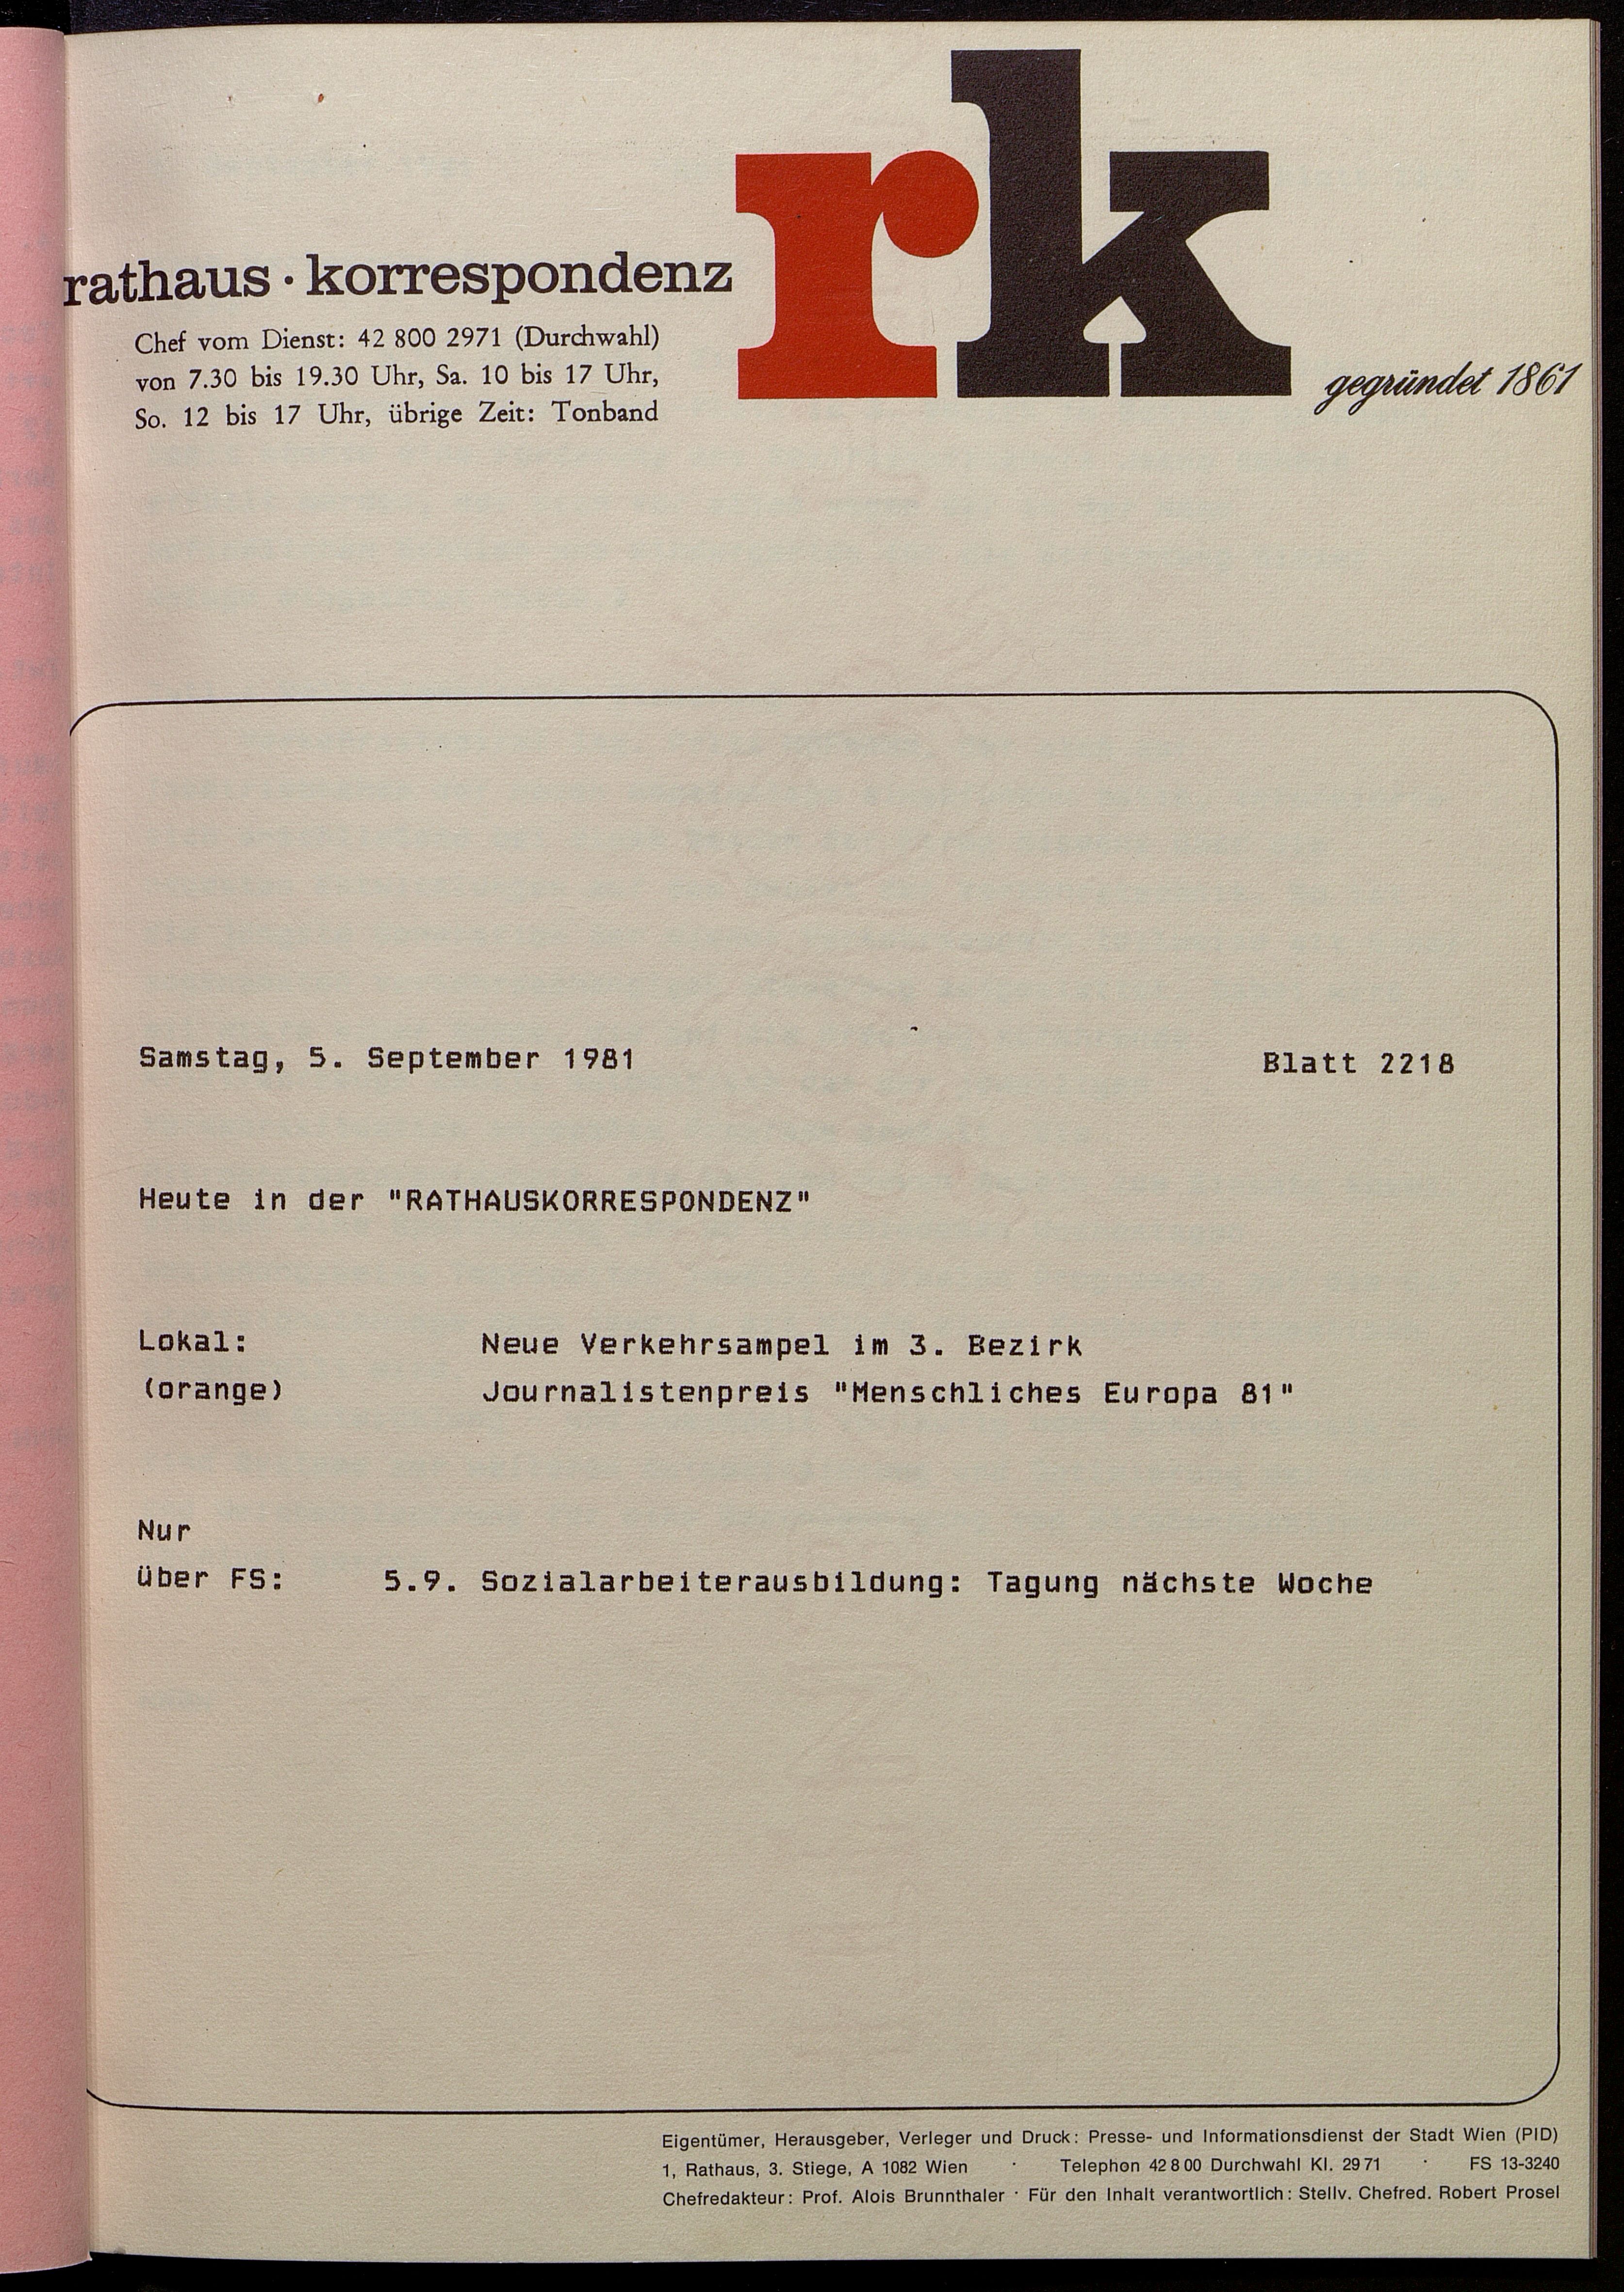 rk
rathaus · korrespondenz
Chef vom Dienst: 42 800 2971 (Durchwahl)
von 7.30 bis 19.30 Uhr, Sa. 10 bis 17 Uhr,
So. 12 bis 17 Uhr, übrige Zeit: Tonband
gegründet 1861
Samstag, 5. September 1981 Blatt 2218
Heute in der "RATHAUSKORRESPONDENZ"
Lokal: Neue Verkehrsampel im 3. Bezirk
(orange) Journalistenpreis "Menschliches Europa 81"
Nur
über FS: 5.9. Sozialarbeiterausbildung: Tagung nächste Woche
Eigentümer, Herausgeber, Verleger und Druck: Presse- und Informationsdienst der Stadt Wien (PID)
1, Rathaus, 3. Stiege, A 1082 Wien · Telephon 42 8 00 Durchwahl Kl. 29 71 · FS 13-3240
Chefredakteur: Prof. Alois Brunnthaler · Für den Inhalt verantwortlich: Stellv. Chefred. Robert Prosel